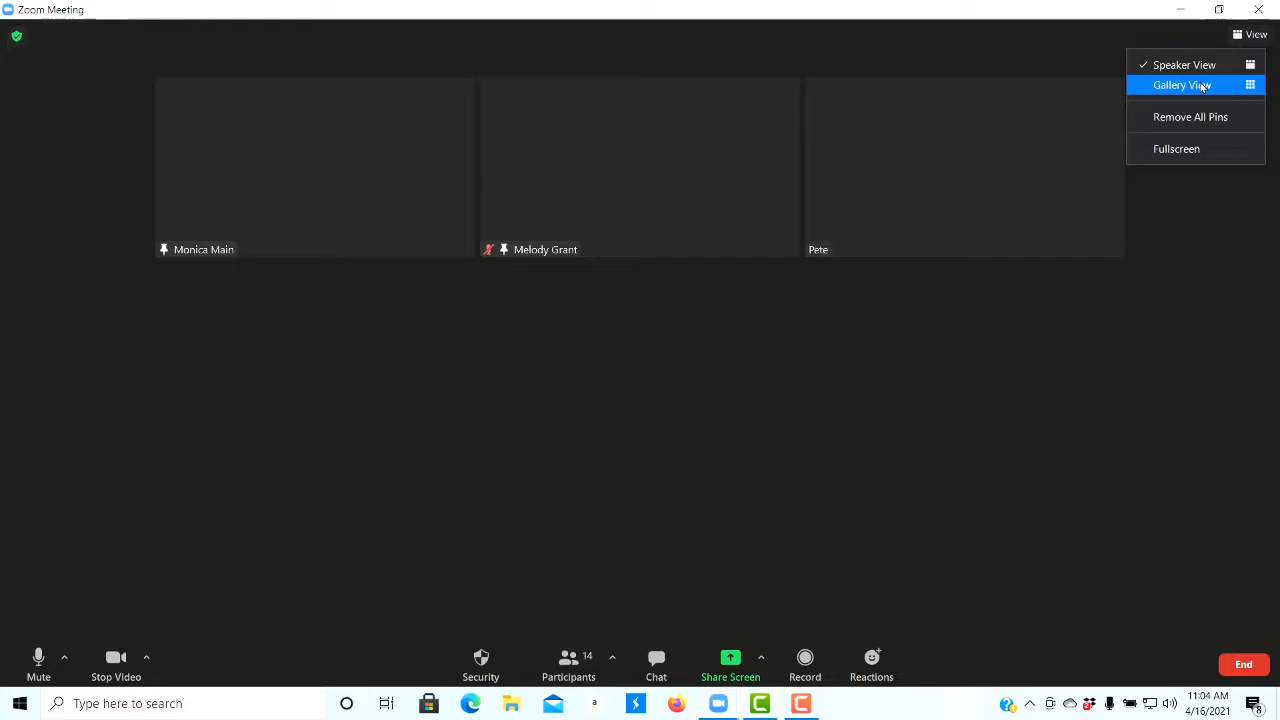 Zoom Meeting
View
Speaker View
Gallery View
Remove All Pins
Fullscreen
Monica Main
Melody Grant
Pete
Mute
Stop Video
Security
14
Participants
Chat
Share Screen
Record
Reactions
End
Type here to search
a
11:04 AM
4/16/2021
8